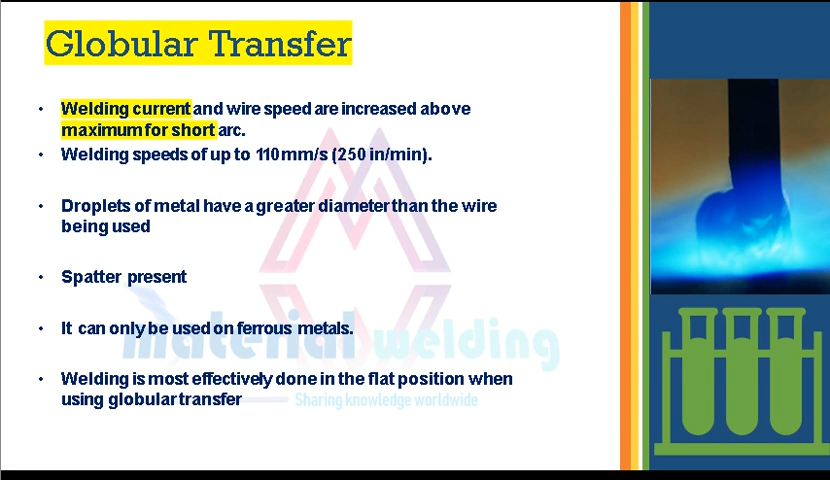 Globular Transfer
• Welding current and wire speed are increased above
maximum for short arc.
• Welding speeds of up to 110mm/s (250 in/min).
• Droplets of metal have a greater diameter than the wire
being used
• Spatter present
• It can only be used on ferrous metals.
material welding
• Welding is most effectively done in the flat position when
using globular transfer
Sharing knowledge worldwide